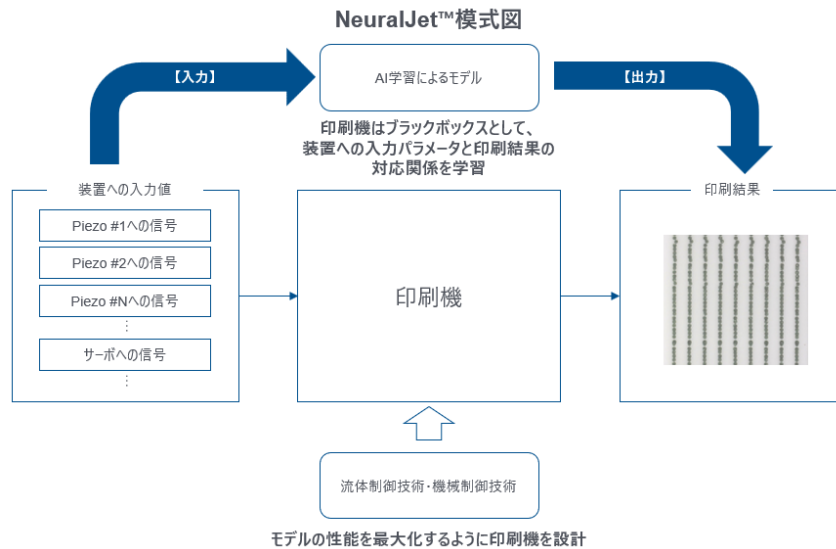 NeuralJet™模式図
【入力】
AI学習によるモデル
【出力】
印刷機はブラックボックスとして、
装置への入力パラメータと印刷結果の
対応関係を学習
装置への入力値
Piezo #1への信号
Piezo #2への信号
Piezo #Nへの信号
⋮
サーボへの信号
⋮
印刷機
印刷結果
流体制御技術・機械制御技術
モデルの性能を最大化するように印刷機を設計